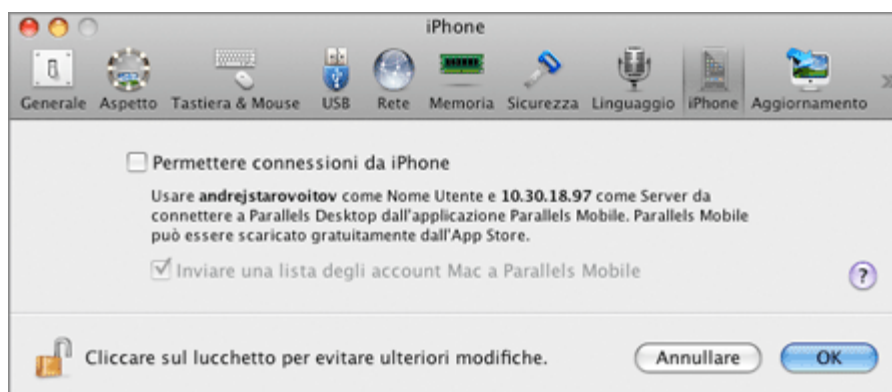 iPhone
Generale Aspetto Tastiera & Mouse USB Rete Memoria Sicurezza Linguaggio iPhone Aggiornamento
Permettere connessioni da iPhone
Usare andrejstarovoitov come Nome Utente e 10.30.18.97 come Server da
connettere a Parallels Desktop dall'applicazione Parallels Mobile. Parallels Mobile
può essere scaricato gratuitamente dall'App Store.
Inviare una lista degli account Mac a Parallels Mobile
?
Cliccare sul lucchetto per evitare ulteriori modifiche. Annullare OK